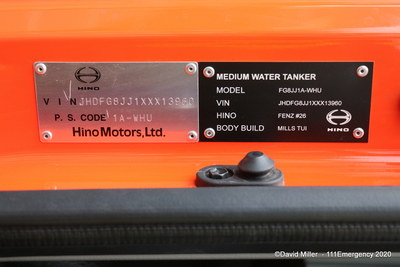 HINO
VIN JHDFG8JJ1XXX13960
P. S. CODE 1A-WHU
Hino Motors, Ltd.
MEDIUM WATER TANKER
MODEL FG8JJ1A-WHU
VIN JHDFG8JJ1XXX13960
HINO FENZ #26
BODY BUILD MILLS TUI
HINO
©David Miller - 111Emergency 2020